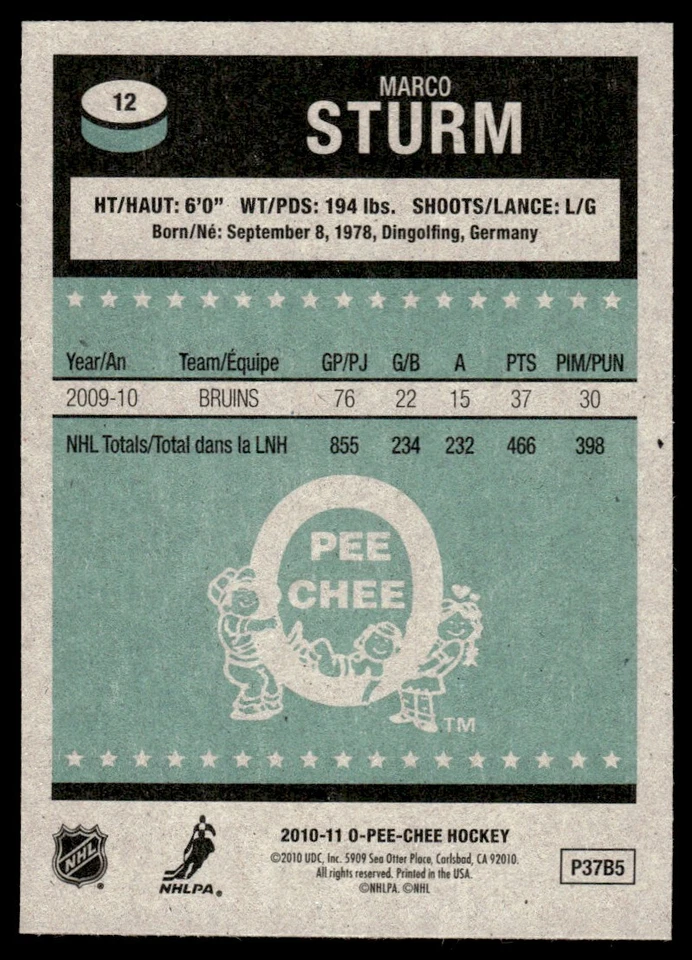 12
MARCO
STURM
HT/HAUT: 6'0" WT/PDS: 194 lbs. SHOOTS/LANCE: L/G
Born/Né: September 8, 1978, Dingolfing, Germany
Year/An Team/Équipe GP/PJ G/B A PTS PIM/PUN
2009-10 BRUINS 76 22 15 37 30
NHL Totals/Total dans la LNH 855 234 232 466 398
O
PEE
CHEE
TM
2010-11 O-PEE-CHEE HOCKEY
©2010 UDC, Inc. 5909 Sea Otter Place, Carlsbad, CA 92010.
All rights reserved. Printed in the USA.
©NHLPA. ©NHL
NHL ®
NHLPA ®
P37B5